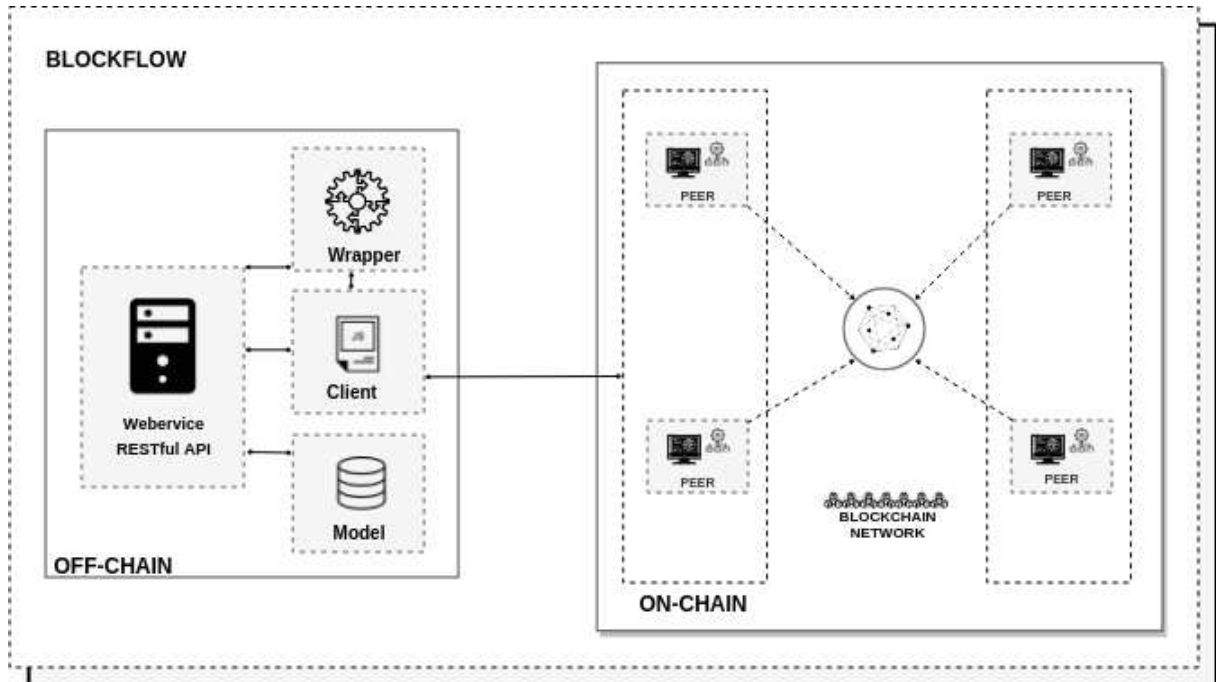 BLOCKFLOW
Wrapper
Webervice
RESTful API
Client
Model
OFF-CHAIN
PEER
PEER
PEER
PEER
BLOCKCHAIN
NETWORK
ON-CHAIN